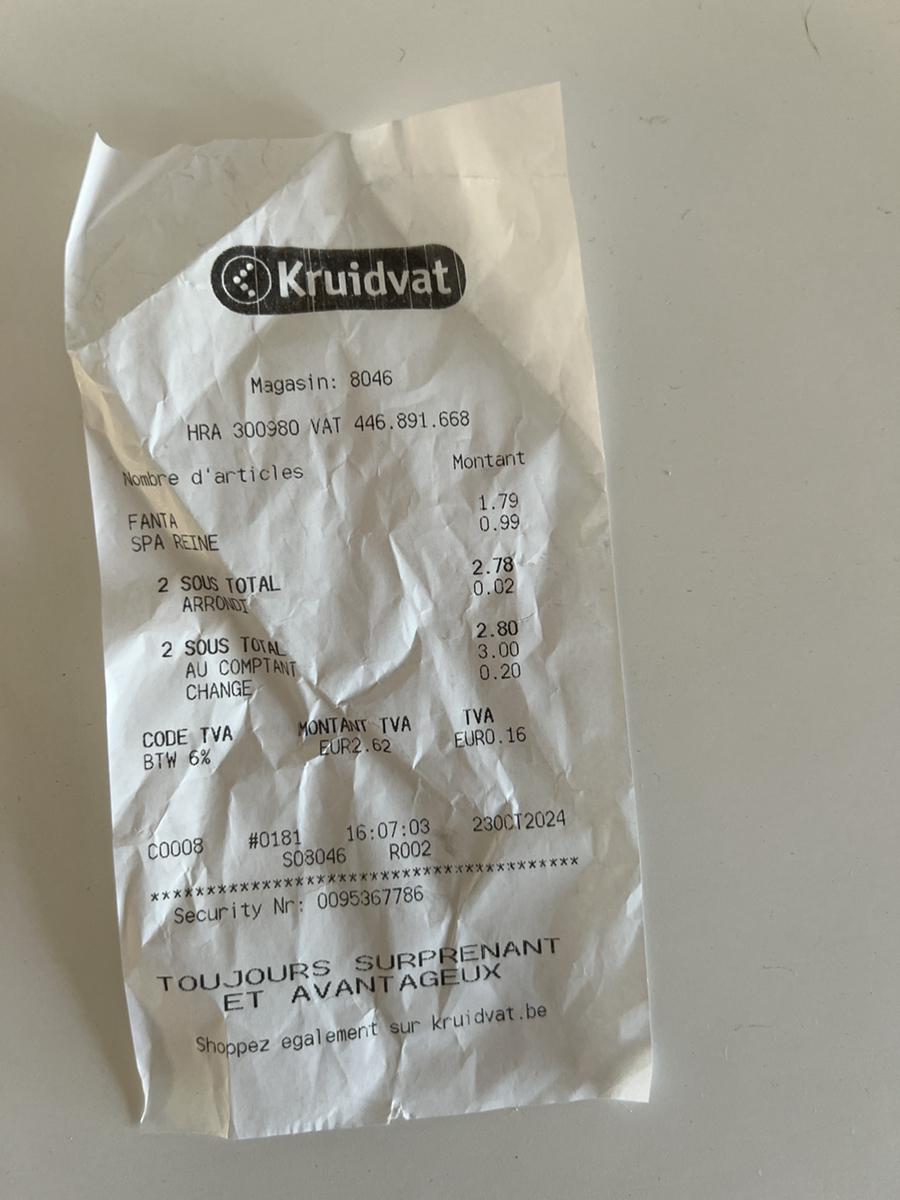 Kruidvat
Magasin: 8046
HRA 300980 VAT 446.891.668
Nombre d'articles Montant
FANTA 1.79
SPA REINE 0.99
2 SOUS TOTAL 2.78
ARRONDI 0.02
2 SOUS TOTAL 2.80
AU COMPTANT 3.00
CHANGE 0.20
CODE TVA MONTANT TVA TVA
BTW 6% EUR2.62 EUR0.16
C0008 #0181 16:07:03 23OCT2024
S08046 R002
****************************************
Security Nr: 0095367786
TOUJOURS SURPRENANT
ET AVANTAGEUX
Shoppez egalement sur kruidvat.be